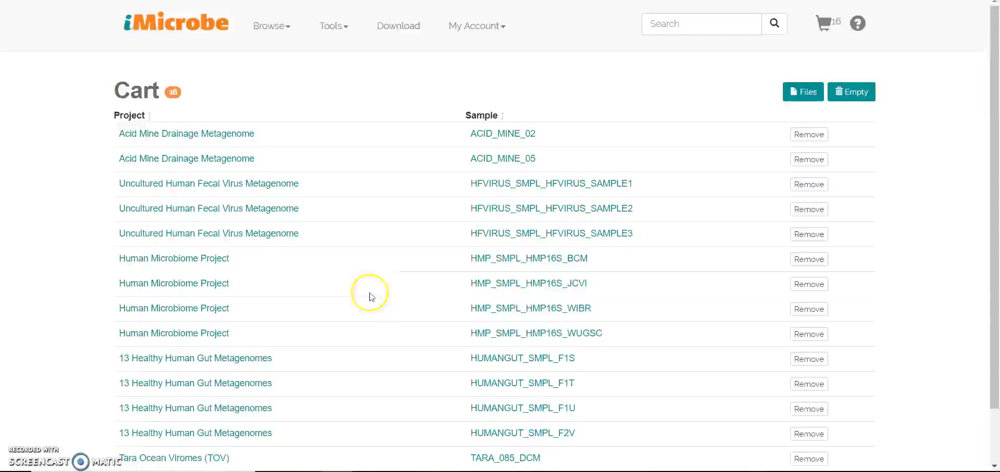 iMicrobe
Browse
Tools
Download
My Account
Search
16
?
Cart 16
Files
Empty
Project
Sample
Acid Mine Drainage Metagenome ACID_MINE_02 Remove
Acid Mine Drainage Metagenome ACID_MINE_05 Remove
Uncultured Human Fecal Virus Metagenome HFVIRUS_SMPL_HFVIRUS_SAMPLE1 Remove
Uncultured Human Fecal Virus Metagenome HFVIRUS_SMPL_HFVIRUS_SAMPLE2 Remove
Uncultured Human Fecal Virus Metagenome HFVIRUS_SMPL_HFVIRUS_SAMPLE3 Remove
Human Microbiome Project HMP_SMPL_HMP16S_BCM Remove
Human Microbiome Project HMP_SMPL_HMP16S_JCVI Remove
Human Microbiome Project HMP_SMPL_HMP16S_WIBR Remove
Human Microbiome Project HMP_SMPL_HMP16S_WUGSC Remove
13 Healthy Human Gut Metagenomes HUMANGUT_SMPL_F1S Remove
13 Healthy Human Gut Metagenomes HUMANGUT_SMPL_F1T Remove
13 Healthy Human Gut Metagenomes HUMANGUT_SMPL_F1U Remove
13 Healthy Human Gut Metagenomes HUMANGUT_SMPL_F2V Remove
Tara Ocean Viromes (TOV) TARA_085_DCM Remove
RECORDED WITH
SCREENCAST MATIC